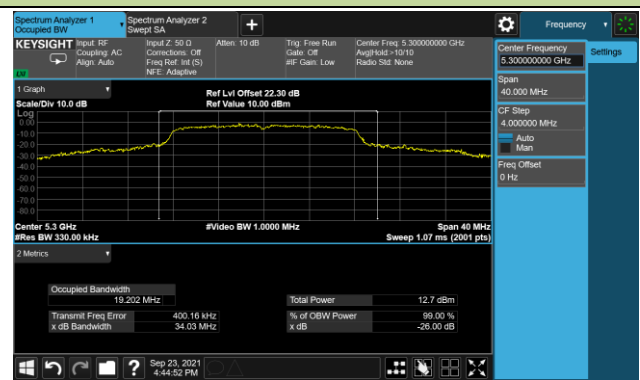 Spectrum Analyzer 1
Occupied BW
Spectrum Analyzer 2
Swept SA
Frequency
KEYSIGHT
Input: RF
Coupling: AC
Align: Auto
Input Z: 50 Ω
Corrections: Off
Freq Ref: Int (S)
NFE: Adaptive
Atten: 10 dB
Trig: Free Run
Gate: Off
#IF Gain: Low
Center Freq: 5.300000000 GHz
Avg|Hold:>10/10
Radio Std: None
Center Frequency
5.300000000 GHz
Settings
Span
40.000 MHz
CF Step
4.000000 MHz
Auto
Man
Freq Offset
0 Hz
1 Graph
Scale/Div 10.0 dB
Ref Lvl Offset 22.30 dB
Ref Value 10.00 dBm
Log
0.00
-10.0
-20.0
-30.0
-40.0
-50.0
-60.0
-70.0
-80.0
Center 5.3 GHz
#Res BW 330.00 kHz
#Video BW 1.0000 MHz
Span 40 MHz
Sweep 1.07 ms (2001 pts)
2 Metrics
Occupied Bandwidth
19.202 MHz
Total Power 12.7 dBm
Transmit Freq Error 400.16 kHz
% of OBW Power 99.00 %
x dB Bandwidth 34.03 MHz
x dB -26.00 dB
Sep 23, 2021
4:44:52 PM